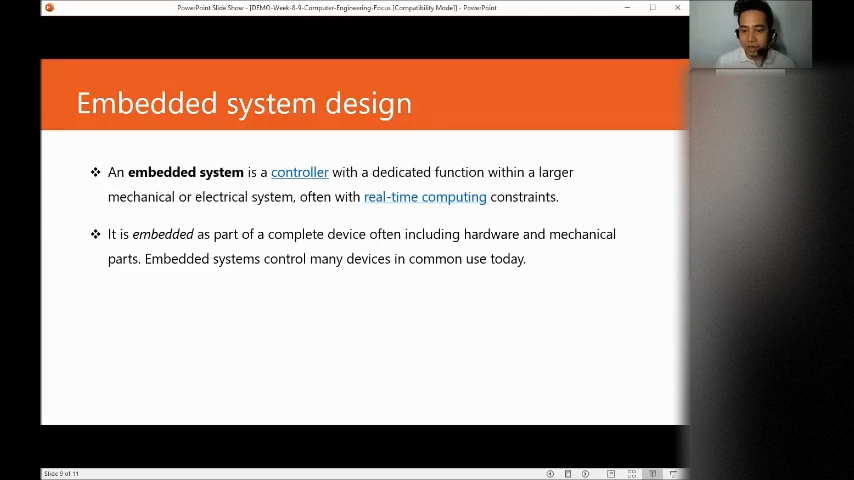 PowerPoint Slide Show - [DEMO-Week-8-9-Computer-Engineering-Focus [Compatibility Mode]] - PowerPoint
Embedded system design
❖ An embedded system is a controller with a dedicated function within a larger
mechanical or electrical system, often with real-time computing constraints.
❖ It is embedded as part of a complete device often including hardware and mechanical
parts. Embedded systems control many devices in common use today.
Slide 9 of 11